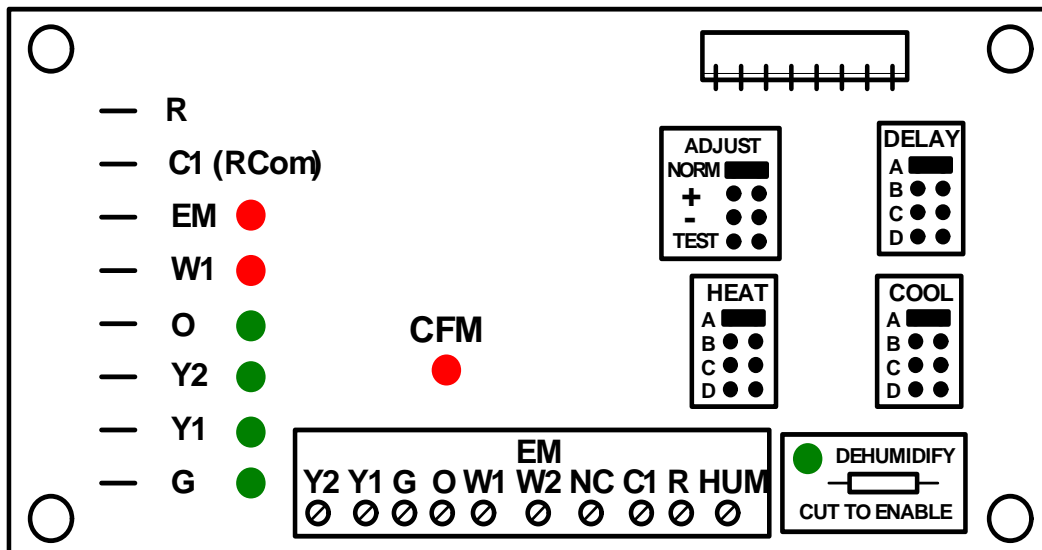 R
C1 (RCom)
EM
W1
O
Y2
Y1
G
CFM
ADJUST
NORM
+
-
TEST
DELAY
A
B
C
D
HEAT
A
B
C
D
COOL
A
B
C
D
EM
Y2 Y1 G O W1 W2 NC C1 R HUM
DEHUMIDIFY
CUT TO ENABLE